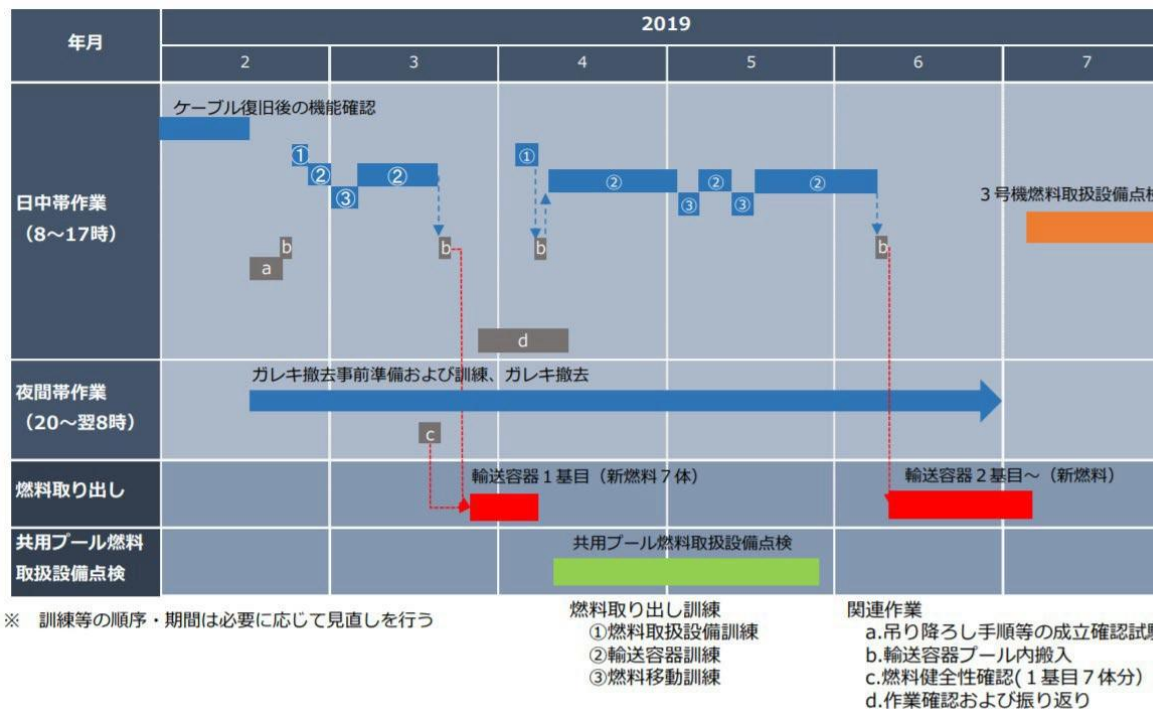 年月
2019
2
3
4
5
6
7
日中帯作業
(8～17時)
ケーブル復旧後の機能確認
①
②
③
②
b
a
b
①
b
②
③
②
③
②
b
d
3号機燃料取扱設備点検
夜間帯作業
(20～翌8時)
ガレキ撤去事前準備および訓練、ガレキ撤去
c
燃料取り出し
輸送容器1基目（新燃料7体）
輸送容器2基目～（新燃料）
共用プール燃料
取扱設備点検
共用プール燃料取扱設備点検
※ 訓練等の順序・期間は必要に応じて見直しを行う
燃料取り出し訓練
①燃料取扱設備訓練
②輸送容器訓練
③燃料移動訓練
関連作業
a.吊り降ろし手順等の成立確認試験
b.輸送容器プール内搬入
c.燃料健全性確認(１基目７体分)
d.作業確認および振り返り